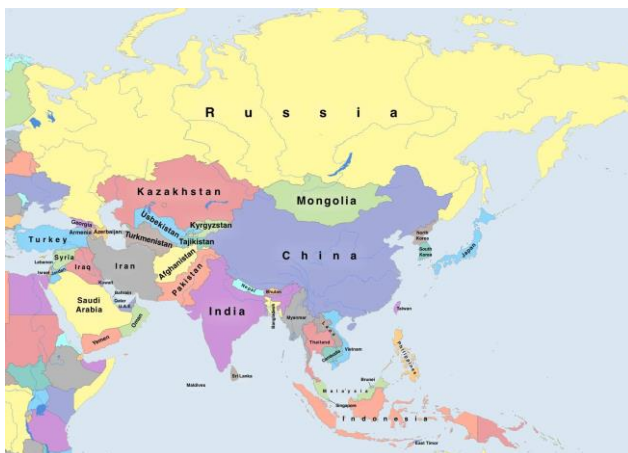 Russia
Kazakhstan
Mongolia
Uzbekistan
Kyrgyzstan
Georgia
Armenia
Azerbaijan
Turkmenistan
Tajikistan
Turkey
China
North
Korea
South
Korea
Japan
Syria
Lebanon
Israel
Jordan
Iraq
Iran
Afghanistan
Pakistan
Kuwait
Nepal
Bhutan
Bahrain
Qatar
U.A.E
Saudi
Arabia
Oman
India
Bangladesh
Myanmar
Laos
Taiwan
Yemen
Thailand
Vietnam
Cambodia
Philippines
Sri Lanka
Maldives
Brunei
Malaysia
Singapore
Indonesia
East Timor